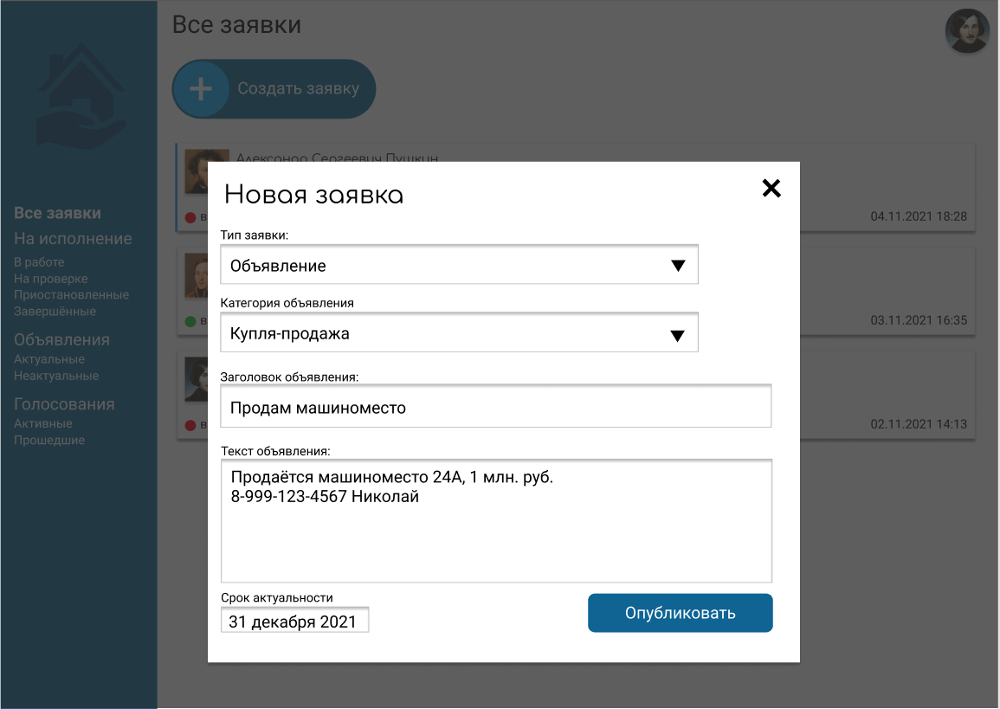 Все заявки
Создать заявку
Александр Сергеевич Пушкин
Новая заявка
Все заявки
На исполнение
В работе
На проверке
Приостановленные
Завершённые
Объявления
Актуальные
Неактуальные
Голосования
Активные
Прошедшие
В
04.11.2021 18:28
В
03.11.2021 16:35
В
02.11.2021 14:13
Тип заявки:
Объявление
Категория объявления
Купля-продажа
Заголовок объявления:
Продам машиноместо
Текст объявления:
Продаётся машиноместо 24А, 1 млн. руб.
8-999-123-4567 Николай
Срок актуальности
31 декабря 2021
Опубликовать